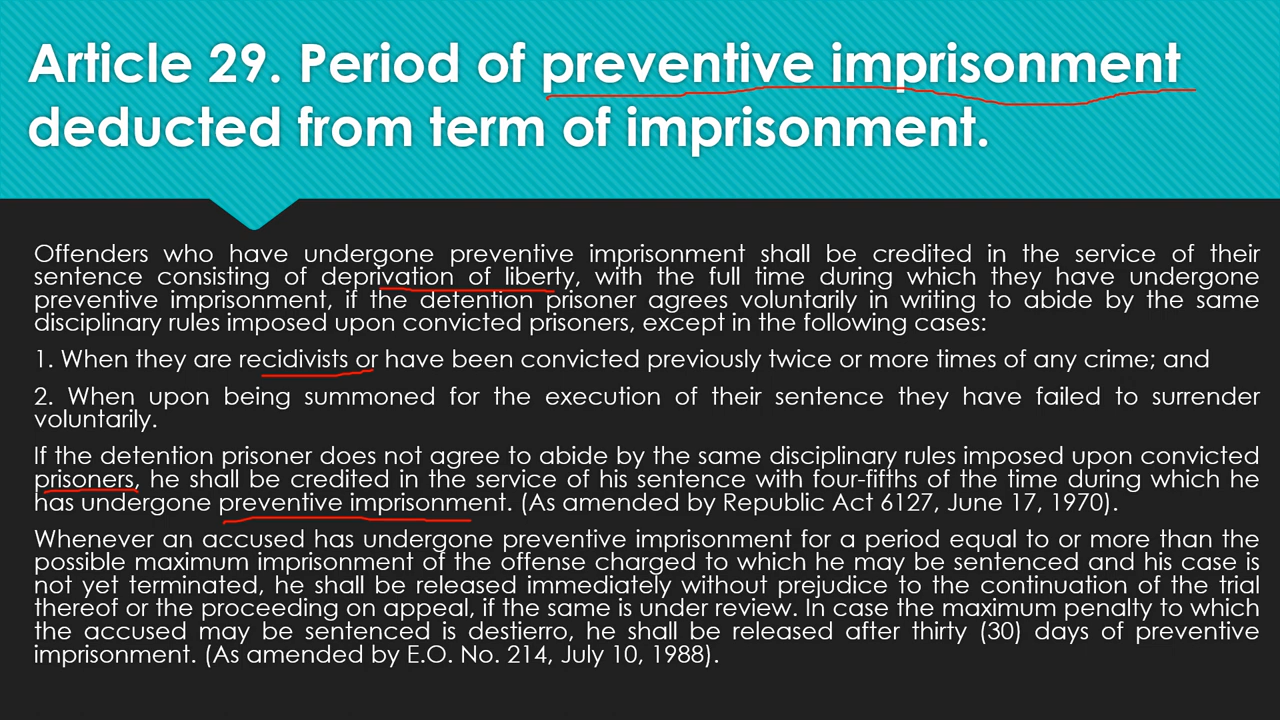 Article 29. Period of preventive imprisonment
deducted from term of imprisonment.
Offenders who have undergone preventive imprisonment shall be credited in the service of their
sentence consisting of deprivation of liberty, with the full time during which they have undergone
preventive imprisonment, if the detention prisoner agrees voluntarily in writing to abide by the same
disciplinary rules imposed upon convicted prisoners, except in the following cases:
1. When they are recidivists or have been convicted previously twice or more times of any crime; and
2. When upon being summoned for the execution of their sentence they have failed to surrender
voluntarily.
If the detention prisoner does not agree to abide by the same disciplinary rules imposed upon convicted
prisoners, he shall be credited in the service of his sentence with four-fifths of the time during which he
has undergone preventive imprisonment. (As amended by Republic Act 6127, June 17, 1970).
Whenever an accused has undergone preventive imprisonment for a period equal to or more than the
possible maximum imprisonment of the offense charged to which he may be sentenced and his case is
not yet terminated, he shall be released immediately without prejudice to the continuation of the trial
thereof or the proceeding on appeal, if the same is under review. In case the maximum penalty to which
the accused may be sentenced is destierro, he shall be released after thirty (30) days of preventive
imprisonment. (As amended by E.O. No. 214, July 10, 1988).